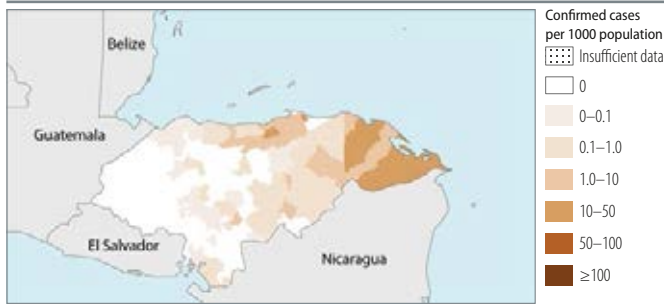 Confirmed cases
per 1000 population
Insufficient data
0
0–0.1
0.1–1.0
1.0–10
10–50
50–100
≥100
Belize
Guatemala
El Salvador
Nicaragua